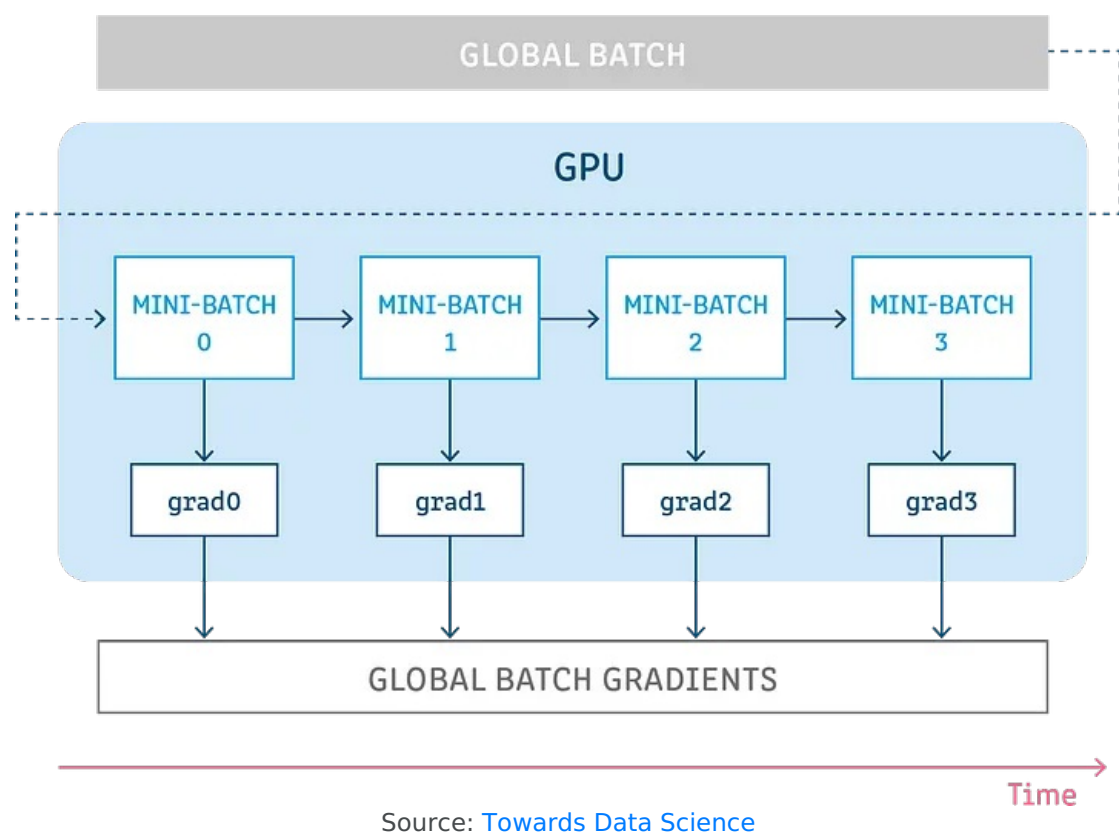 GLOBAL BATCH
GPU
MINI-BATCH
0
MINI-BATCH
1
MINI-BATCH
2
MINI-BATCH
3
grad0
grad1
grad2
grad3
GLOBAL BATCH GRADIENTS
Time
Source: Towards Data Science